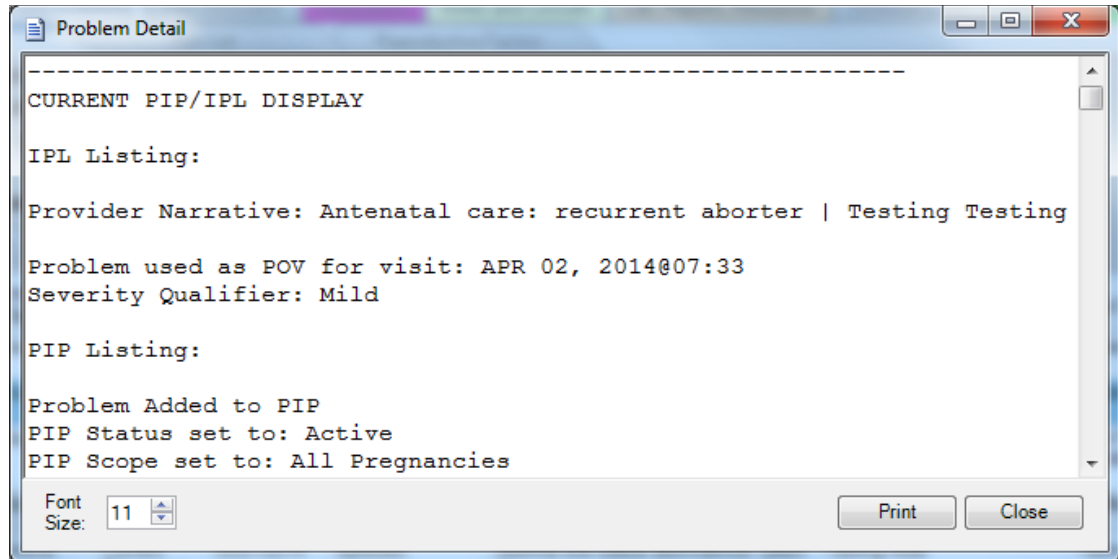 Problem Detail
------------------------------------------------------------
CURRENT PIP/IPL DISPLAY
IPL Listing:
Provider Narrative: Antenatal care: recurrent aborter | Testing Testing
Problem used as POV for visit: APR 02, 2014@07:33
Severity Qualifier: Mild
PIP Listing:
Problem Added to PIP
PIP Status set to: Active
PIP Scope set to: All Pregnancies
Font
Size: 11
Print Close